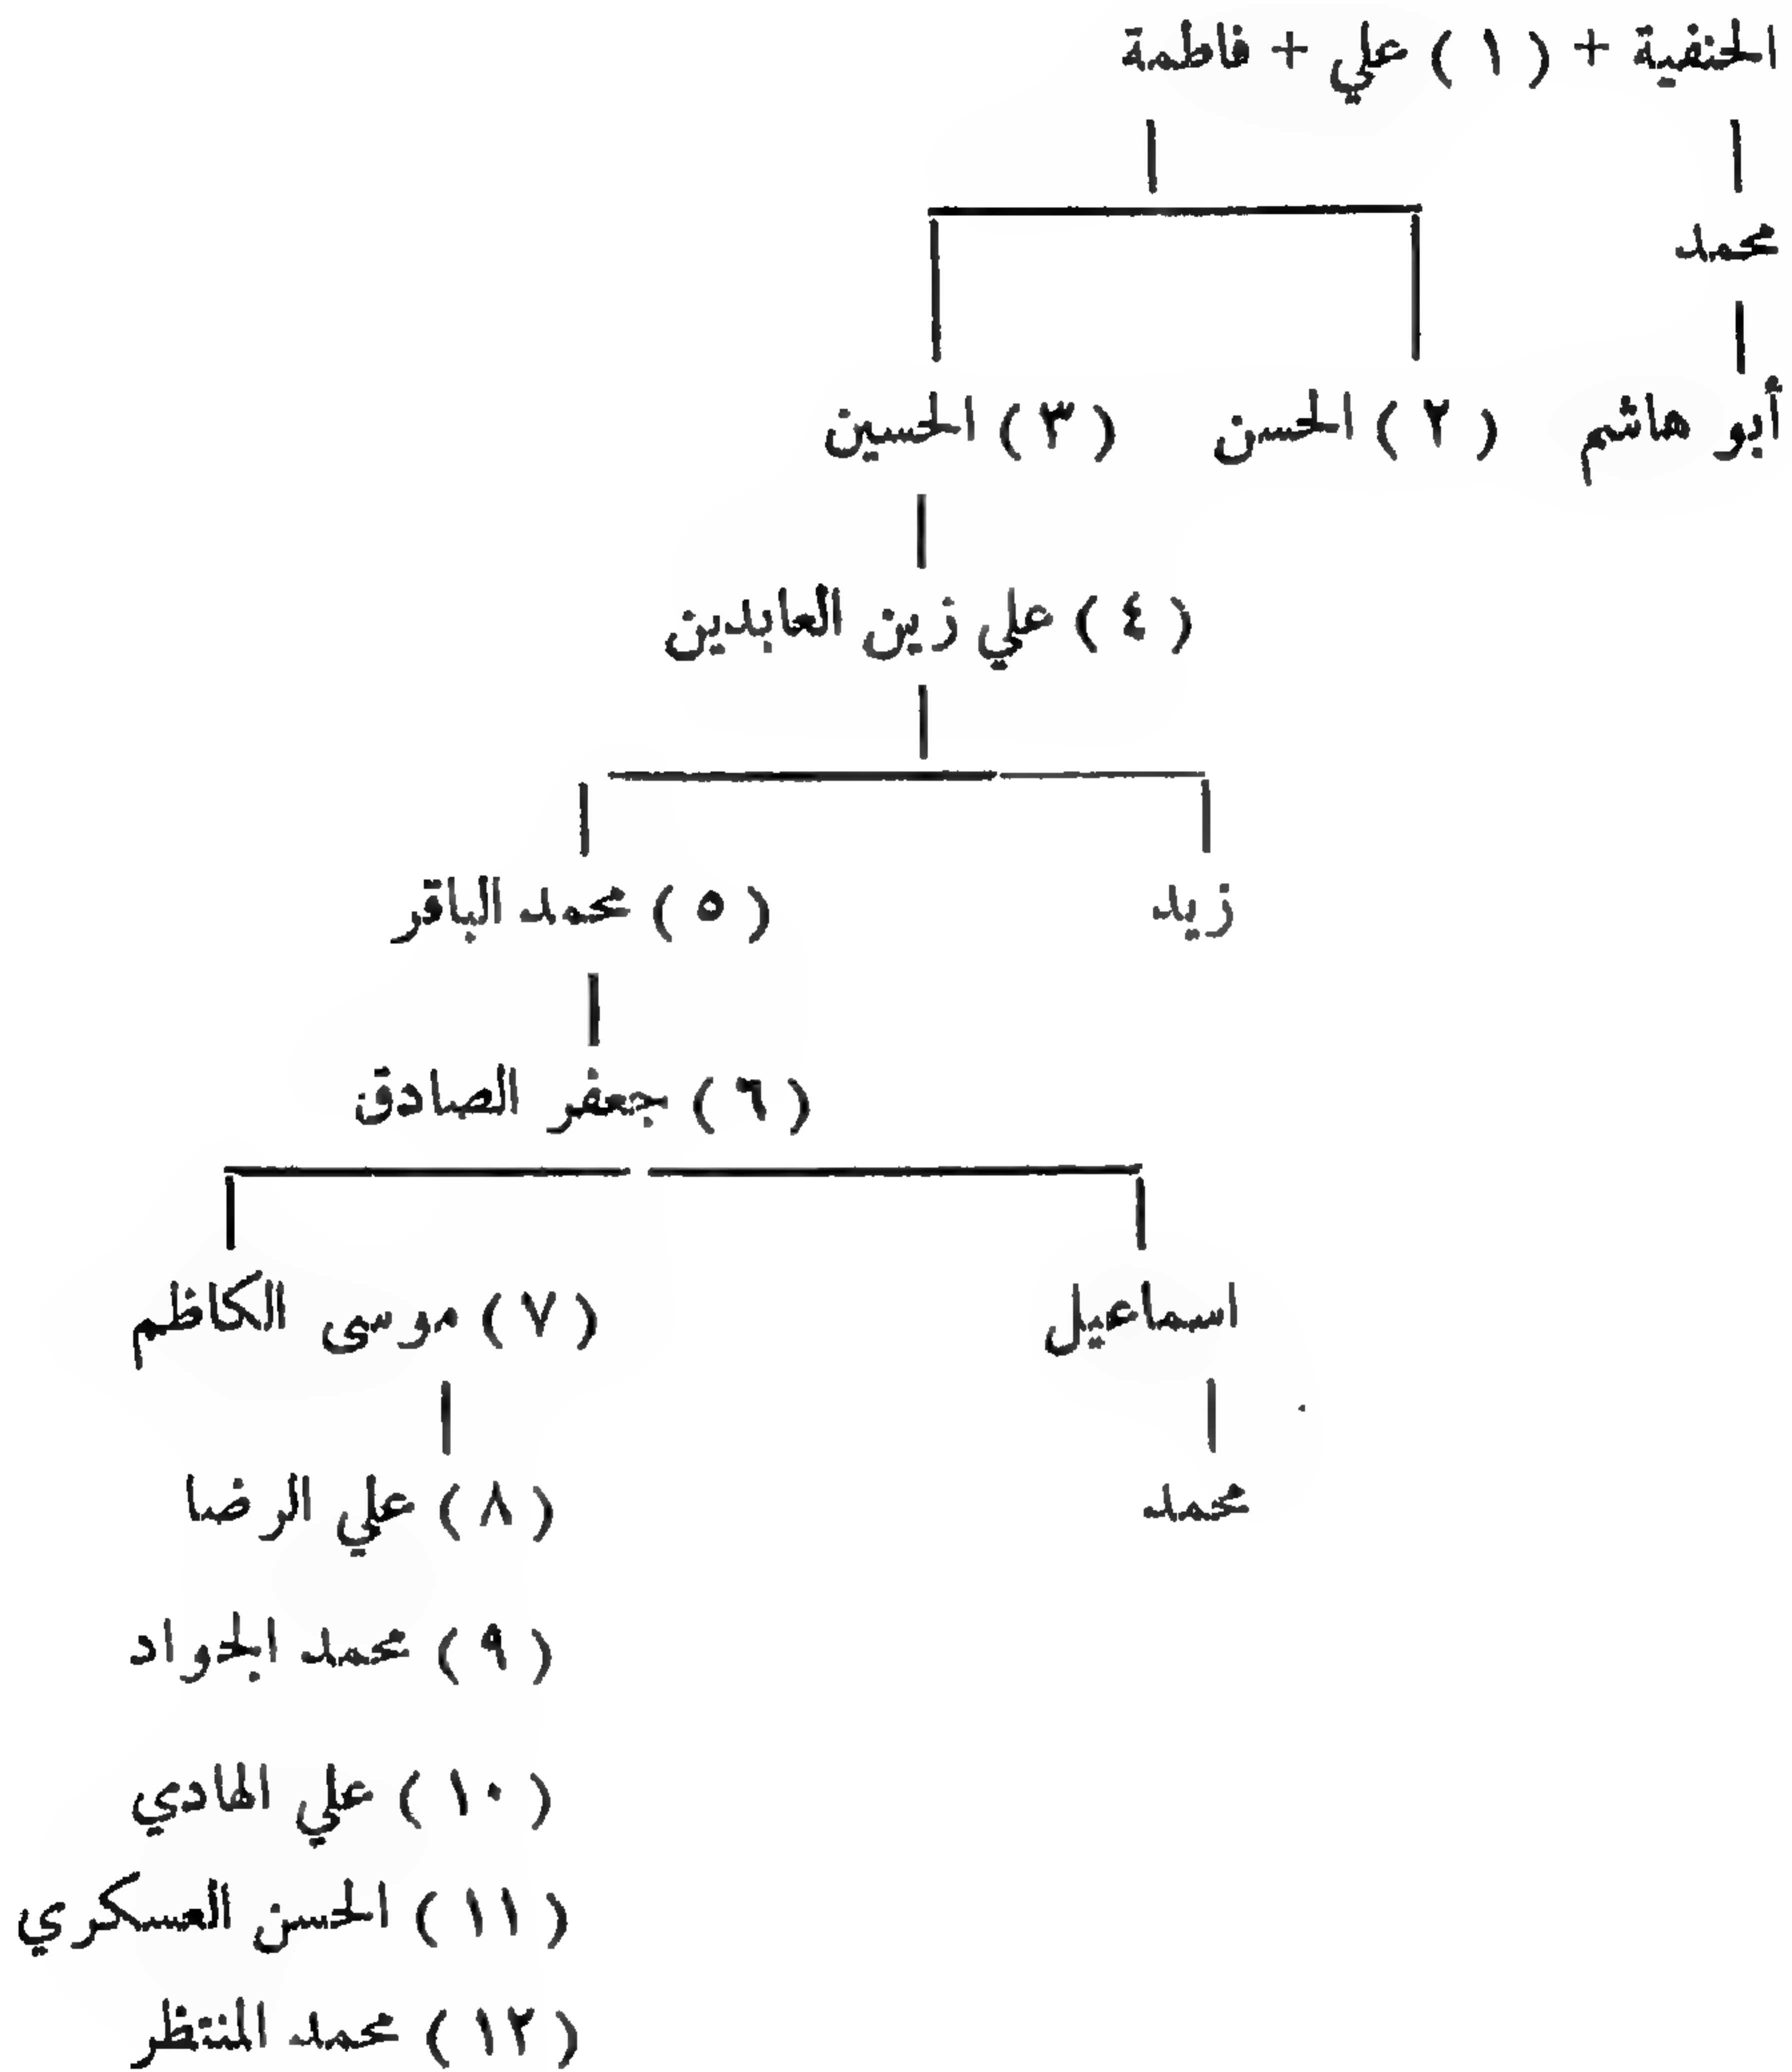 الحنفية + (١) علي + فاطمة
محمد
أبو هاشم (٢) الحسن (٣) الحسين
(٤) علي زين العابدين
زيد (٥) محمد الباقر
(٦) جعفر الصادق
اسماعيل (٧) موسى الكاظم
محمد (٨) علي الرضا
(٩) محمد الجواد
(١٠) علي الهادي
(١١) الحسن العسكري
(١٢) محمد المنتظر